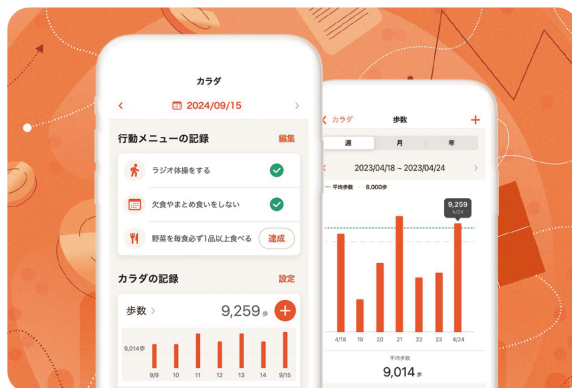 カラダ
2024/09/15
行動メニューの記録 編集
ラジオ体操をする
欠食やまとめ食いをしない
野菜を毎食必ず1品以上食べる 達成
カラダの記録 設定
歩数 9,259 歩
9,014歩
9/9 10 11 12 13 14 9/15
カラダ 歩数
週 月 年
2023/04/18 ~ 2023/04/24
平均歩数 8,000歩
9,259
4/24
4/18 19 20 21 22 23 4/24
平均歩数
9,014 歩